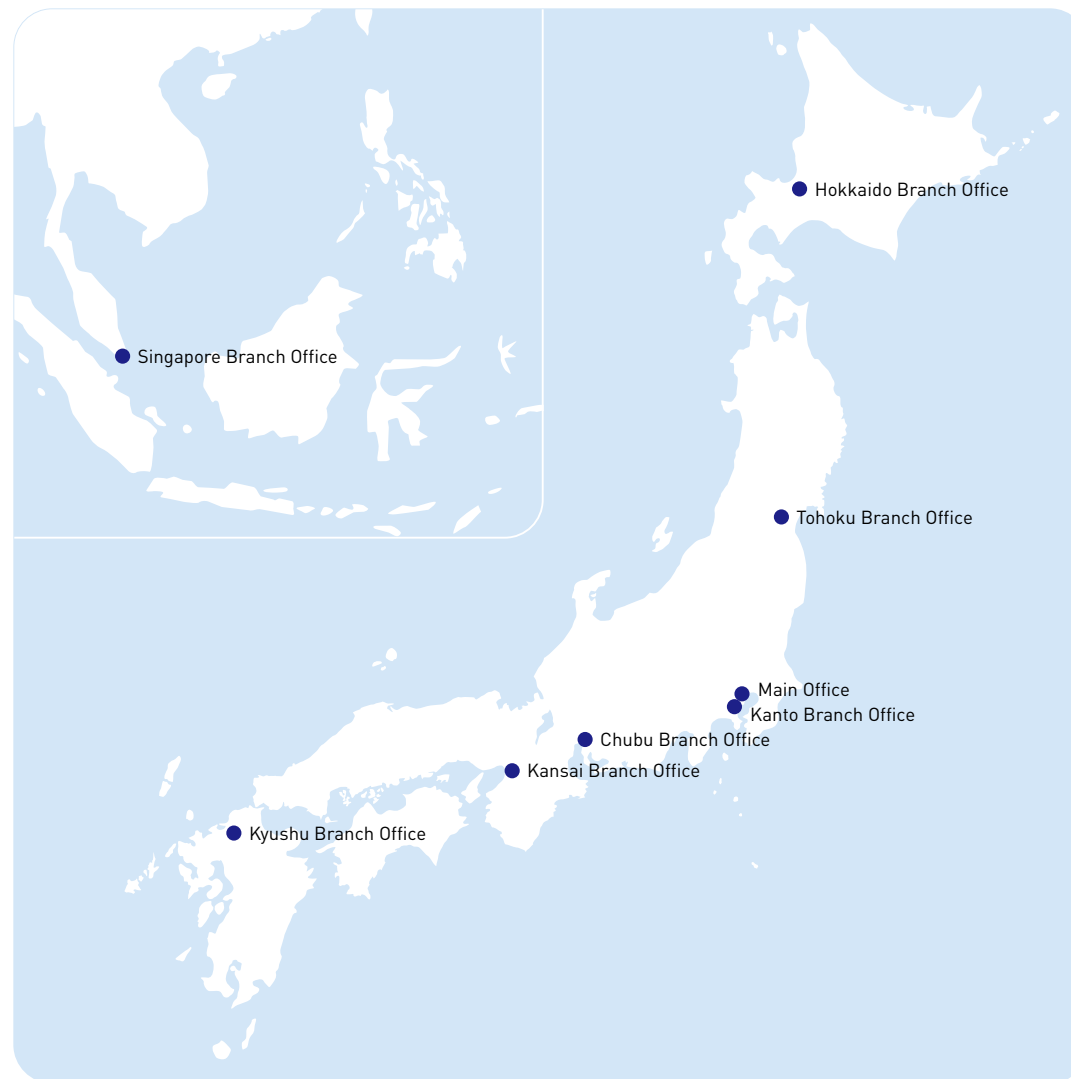 Hokkaido Branch Office
Singapore Branch Office
Tohoku Branch Office
Main Office
Kanto Branch Office
Chubu Branch Office
Kansai Branch Office
Kyushu Branch Office